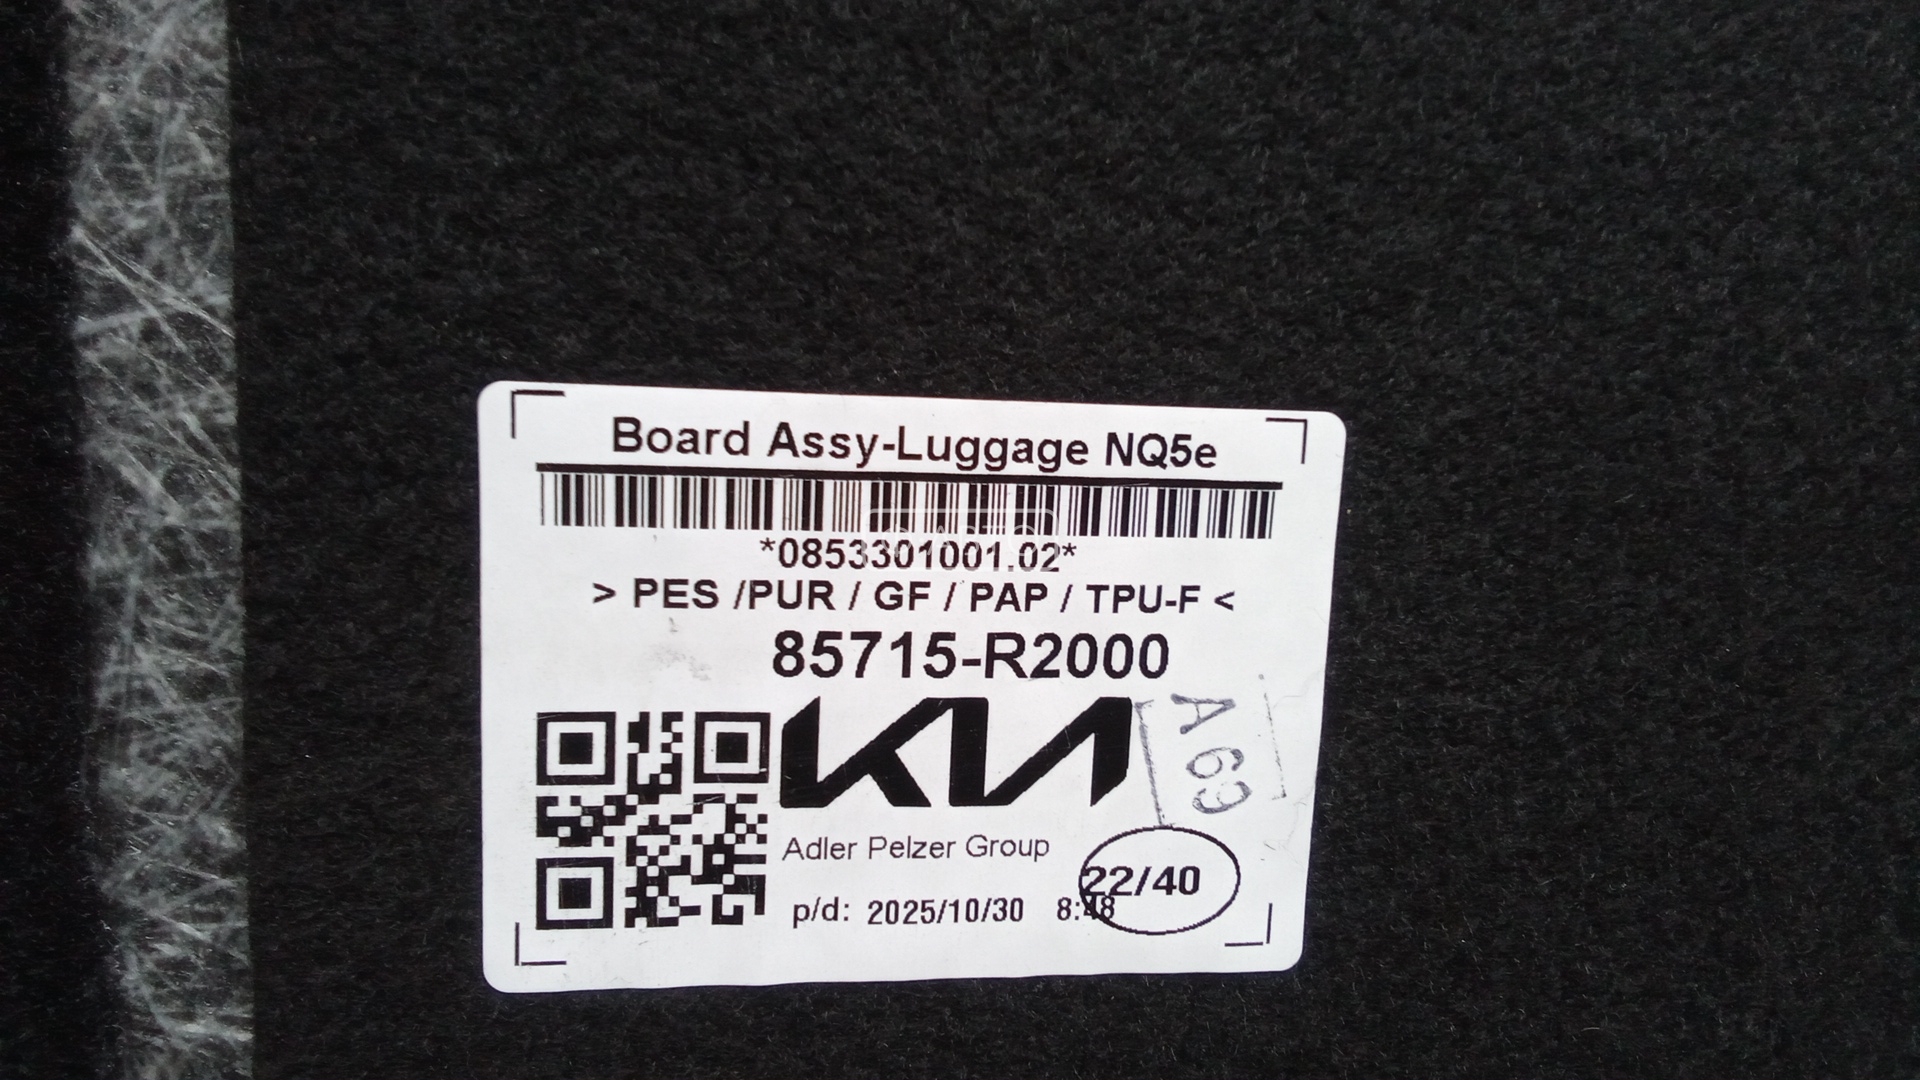 Board Assy-Luggage NQ5e
*0853301001.02*
> PES /PUR / GF / PAP / TPU-F <
85715-R2000
KIA
A 69
Adler Pelzer Group
22/40
p/d: 2025/10/30 8:48